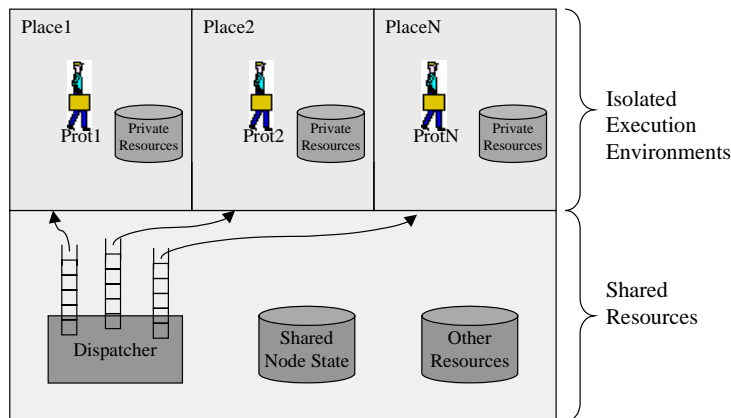 Place1
Place2
PlaceN
Prot1
Private
Resources
Prot2
Private
Resources
ProtN
Private
Resources
Isolated
Execution
Environments
Dispatcher
Shared
Node State
Other
Resources
Shared
Resources